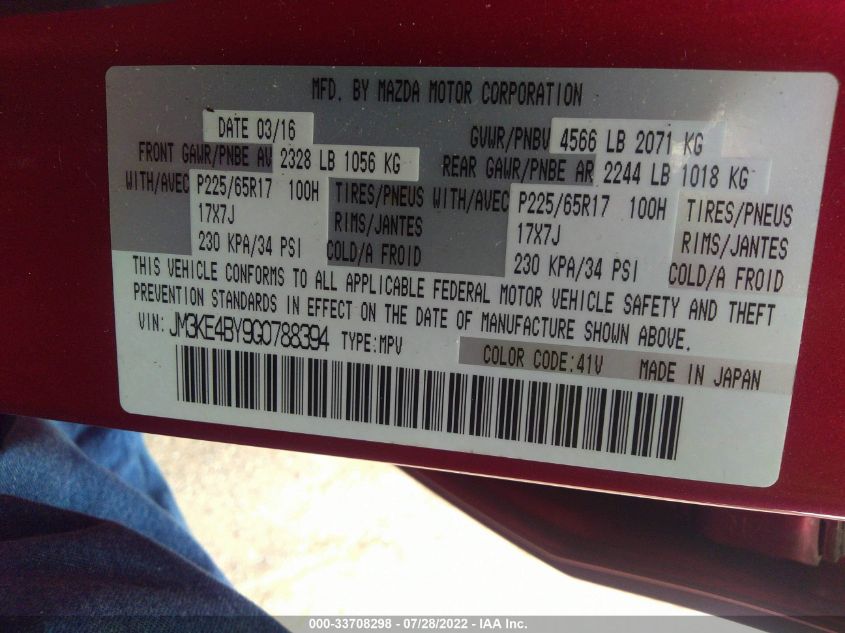 MFD. BY MAZDA MOTOR CORPORATION
DATE 03/16 GVWR/PNBV 4566 LB 2071 KG
FRONT GAWR/PNBE AV 2328 LB 1056 KG REAR GAWR/PNBE AR 2244 LB 1018 KG
WITH/AVEC P225/65R17 100H TIRES/PNEUS WITH/AVEC P225/65R17 100H TIRES/PNEUS
17X7J RIMS/JANTES 17X7J RIMS/JANTES
230 KPA/34 PSI COLD/A FROID 230 KPA/34 PSI COLD/A FROID
THIS VEHICLE CONFORMS TO ALL APPLICABLE FEDERAL MOTOR VEHICLE SAFETY AND THEFT
PREVENTION STANDARDS IN EFFECT ON THE DATE OF MANUFACTURE SHOWN ABOVE.
VIN: JM3KE4BY9G0788394 TYPE:MPV
COLOR CODE:41V MADE IN JAPAN
000-33708298 - 07/28/2022 - IAA Inc.